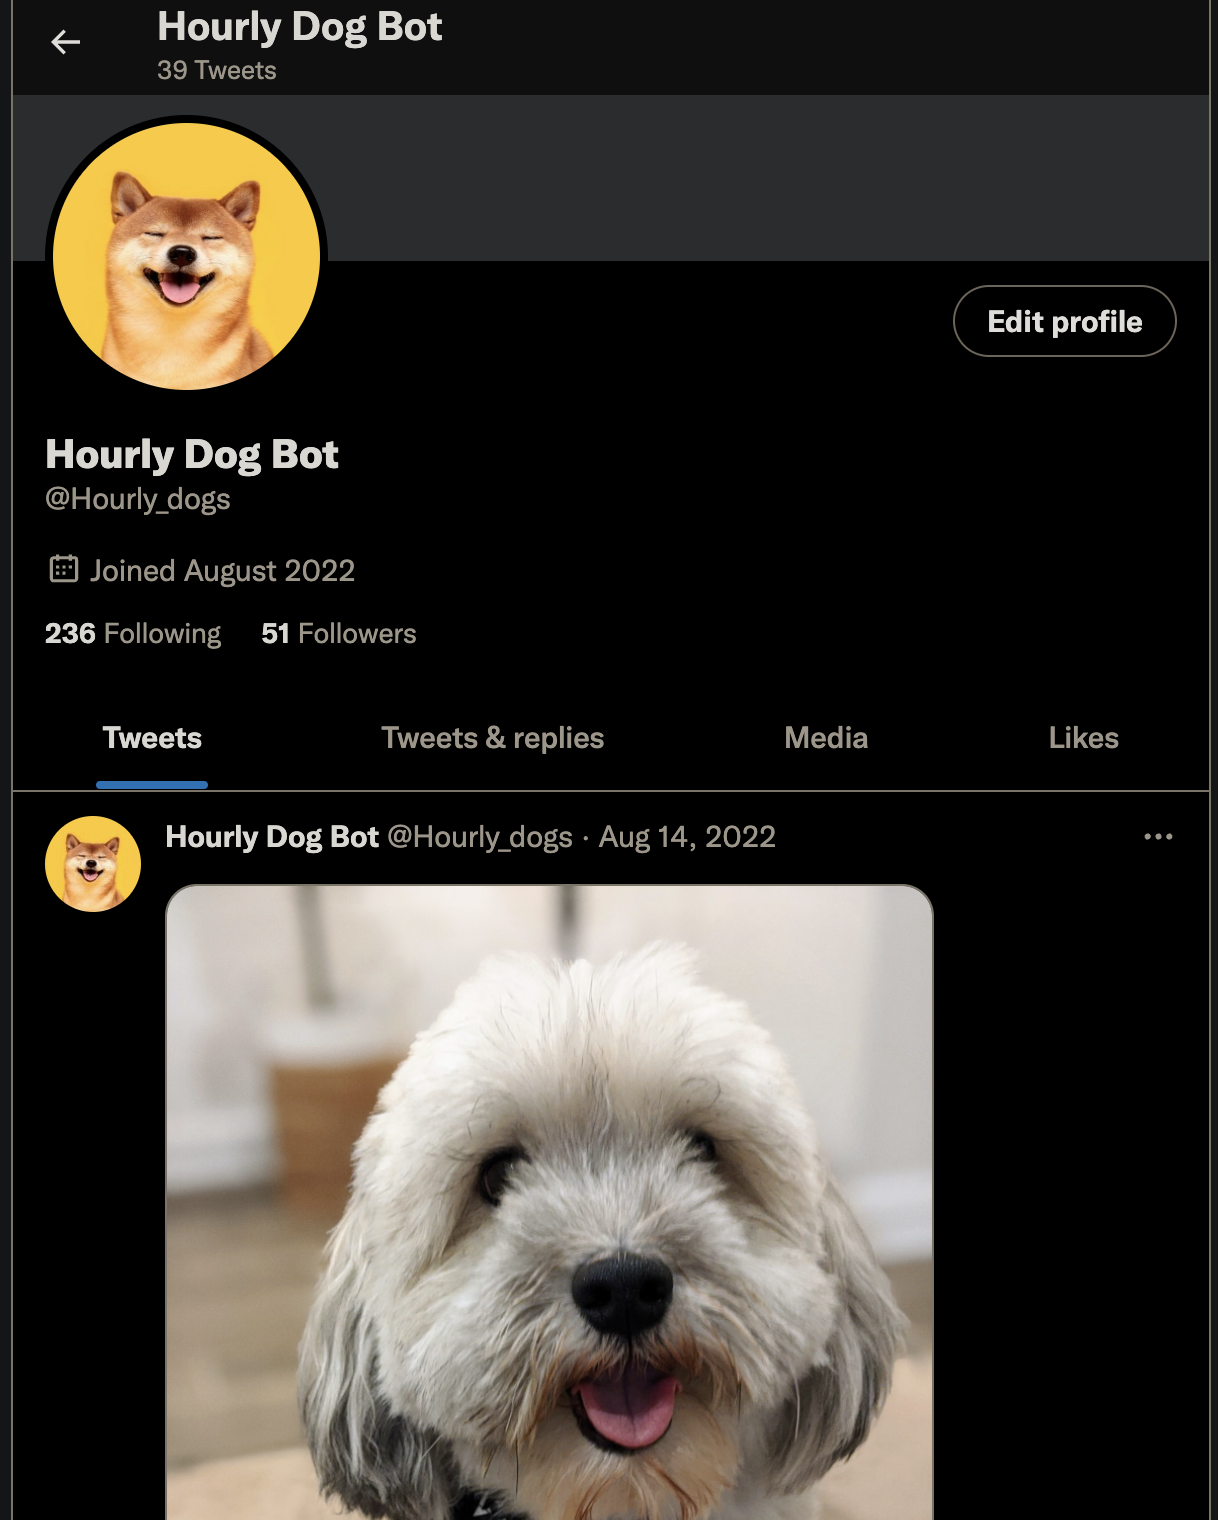 Hourly Dog Bot
39 Tweets
Edit profile
Hourly Dog Bot
@Hourly_dogs
Joined August 2022
236 Following 51 Followers
Tweets Tweets & replies Media Likes
Hourly Dog Bot @Hourly_dogs · Aug 14, 2022